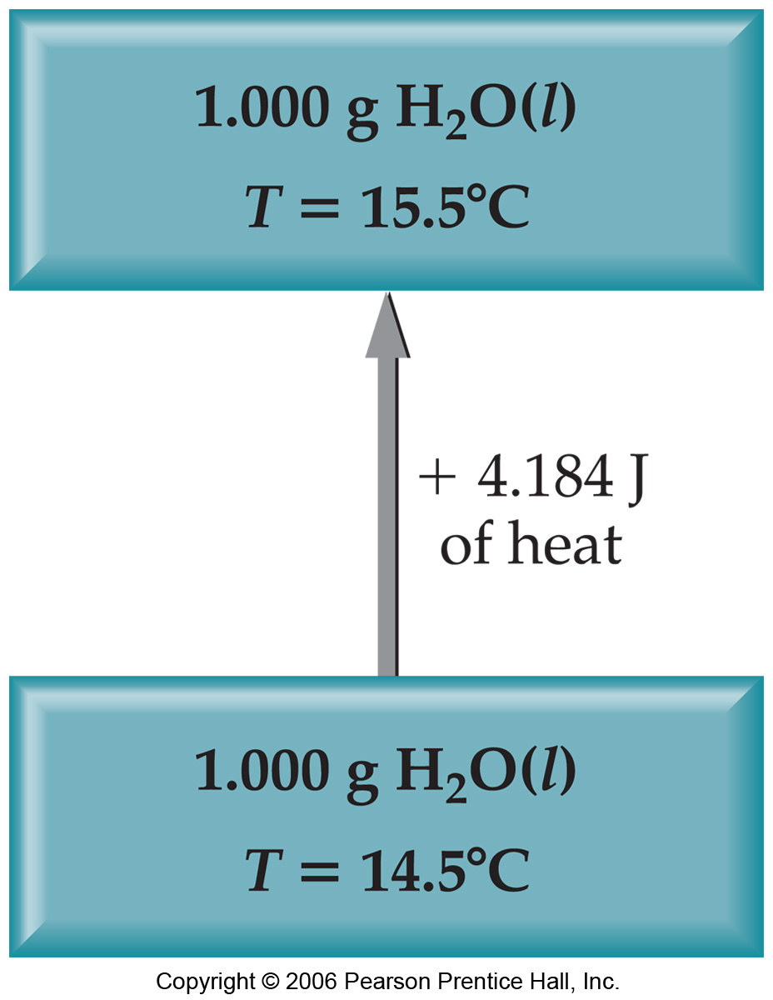 1.000 g H₂O(l)
T = 15.5°C
+ 4.184 J
of heat
1.000 g H₂O(l)
T = 14.5°C
Copyright © 2006 Pearson Prentice Hall, Inc.